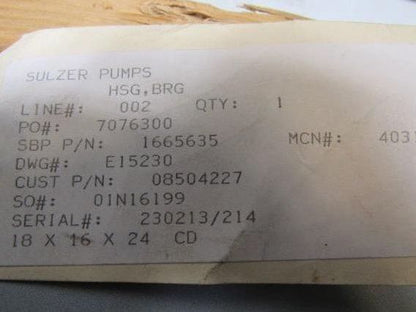 SULZER PUMPS
HSG,BRG
LINE#: 002 QTY: 1
PO#: 7076300
SBP P/N: 1665635 MCN#: 4031
DWG#: E15230
CUST P/N: 08504227
SO#: 01N16199
SERIAL#: 230213/214
18 X 16 X 24 CD